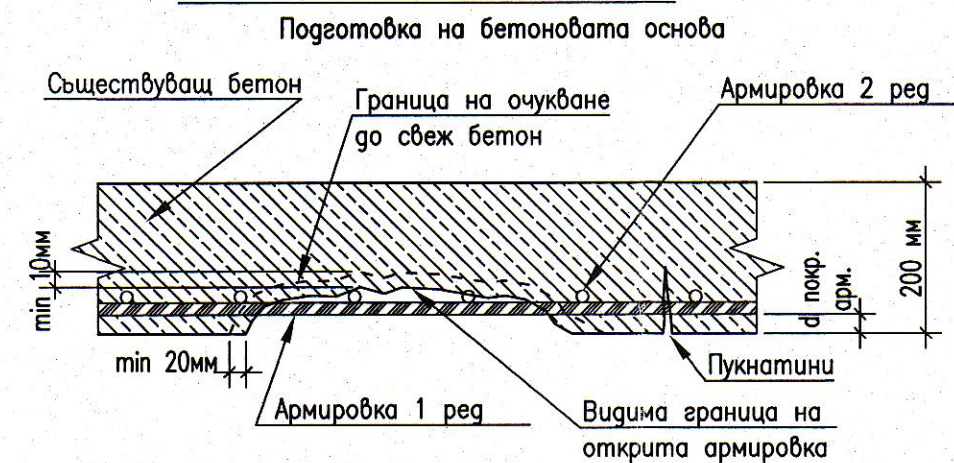 Подготовка на бетоновата основа
Съществуващ бетон
Граница на очукване
до свеж бетон
Армировка 2 ред
min 10мм
d покр.
арм.
200 мм
min 20мм
Пукнатини
Армировка 1 ред
Видима граница на
открита армировка